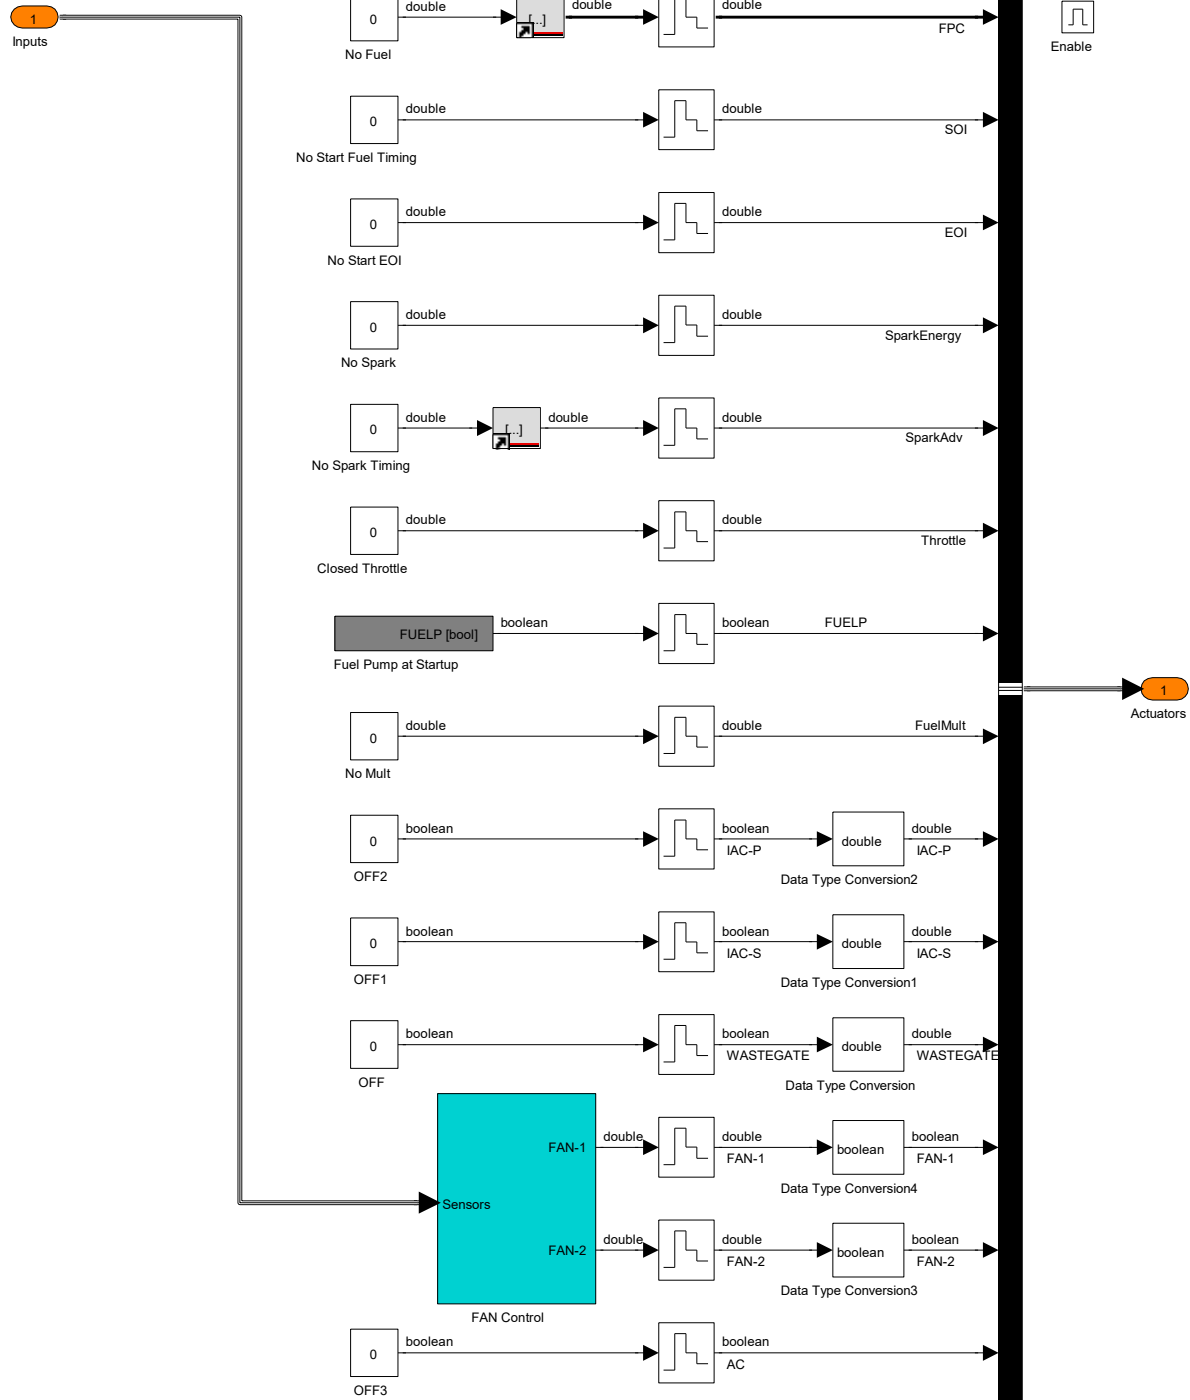 1
Inputs
0
double
No Fuel
[...]
double
double
FPC
Enable
0
double
No Start Fuel Timing
double
SOI
0
double
No Start EOI
double
EOI
0
double
No Spark
double
SparkEnergy
0
double
No Spark Timing
[...]
double
double
SparkAdv
0
double
Closed Throttle
double
Throttle
FUELP [bool]
boolean
Fuel Pump at Startup
boolean
FUELP
1
Actuators
0
double
No Mult
double
FuelMult
0
boolean
OFF2
boolean
IAC-P
double
Data Type Conversion2
double
IAC-P
0
boolean
OFF1
boolean
IAC-S
double
Data Type Conversion1
double
IAC-S
0
boolean
OFF
boolean
WASTEGATE
double
Data Type Conversion
double
WASTEGATE
Sensors
FAN-1
FAN-2
FAN Control
double
double
FAN-1
boolean
Data Type Conversion4
boolean
FAN-1
double
double
FAN-2
boolean
Data Type Conversion3
boolean
FAN-2
0
boolean
OFF3
boolean
AC